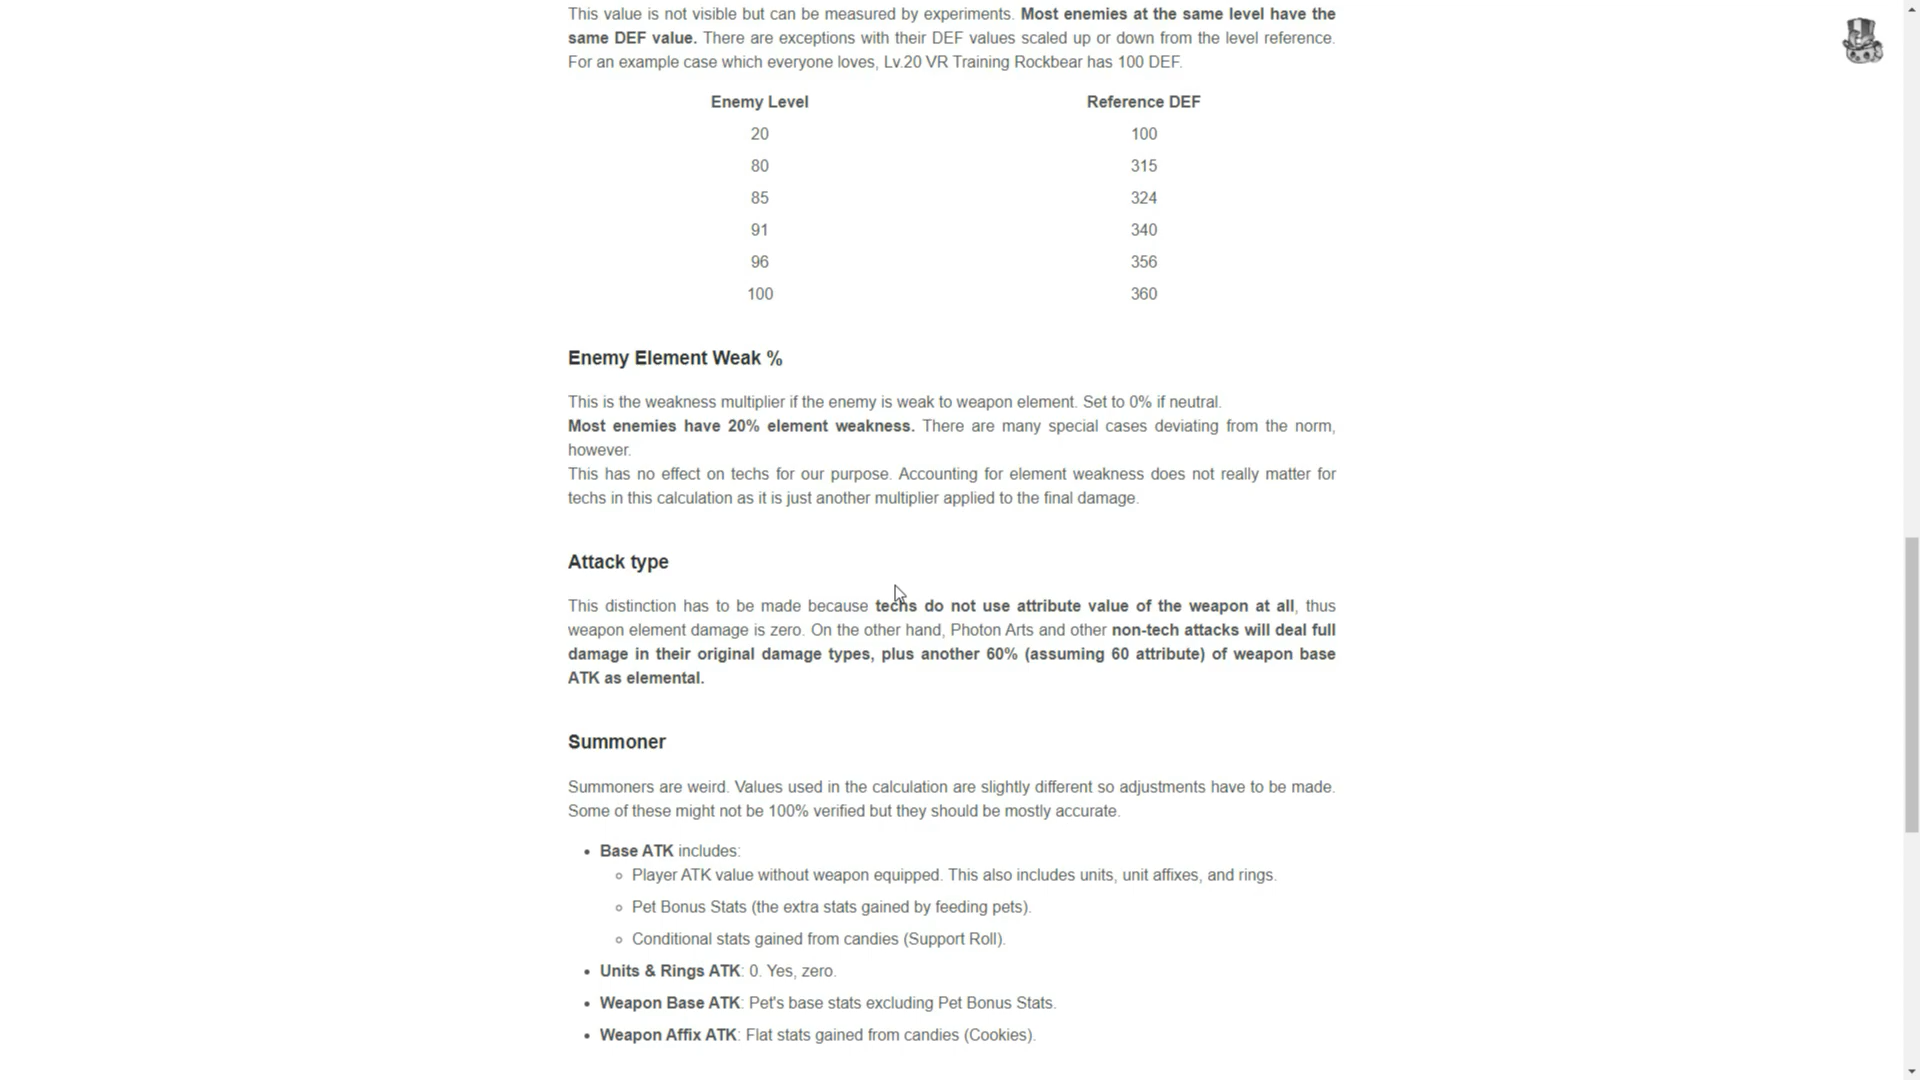 This value is not visible but can be measured by experiments. Most enemies at the same level have the
same DEF value. There are exceptions with their DEF values scaled up or down from the level reference.
For an example case which everyone loves, Lv.20 VR Training Rockbear has 100 DEF.
Enemy Level Reference DEF
20 100
80 315
85 324
91 340
96 356
100 360
Enemy Element Weak %
This is the weakness multiplier if the enemy is weak to weapon element. Set to 0% if neutral.
Most enemies have 20% element weakness. There are many special cases deviating from the norm,
however.
This has no effect on techs for our purpose. Accounting for element weakness does not really matter for
techs in this calculation as it is just another multiplier applied to the final damage.
Attack type
This distinction has to be made because techs do not use attribute value of the weapon at all, thus
weapon element damage is zero. On the other hand, Photon Arts and other non-tech attacks will deal full
damage in their original damage types, plus another 60% (assuming 60 attribute) of weapon base
ATK as elemental.
Summoner
Summoners are weird. Values used in the calculation are slightly different so adjustments have to be made.
Some of these might not be 100% verified but they should be mostly accurate.
• Base ATK includes:
◦ Player ATK value without weapon equipped. This also includes units, unit affixes, and rings.
◦ Pet Bonus Stats (the extra stats gained by feeding pets).
◦ Conditional stats gained from candies (Support Roll).
• Units & Rings ATK: 0. Yes, zero.
• Weapon Base ATK: Pet's base stats excluding Pet Bonus Stats.
• Weapon Affix ATK: Flat stats gained from candies (Cookies).